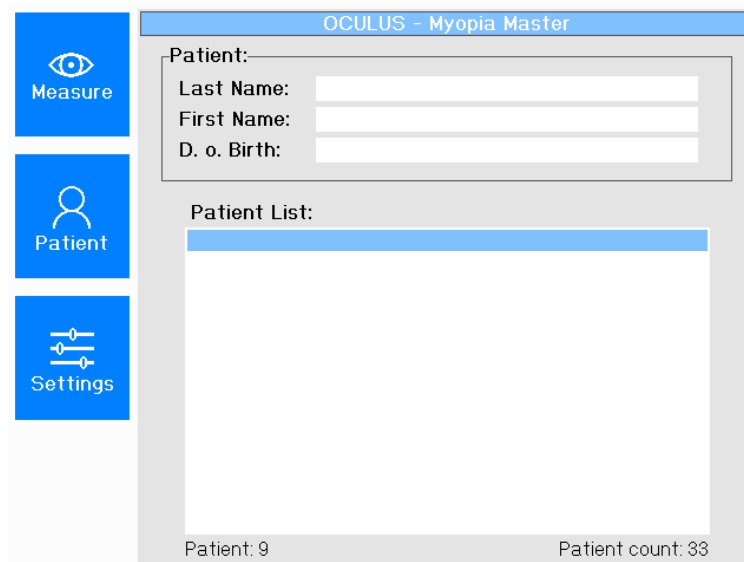 OCULUS - Myopia Master
Measure
Patient
Settings
Patient:
Last Name:
First Name:
D. o. Birth:
Patient List:
Patient: 9
Patient count: 33